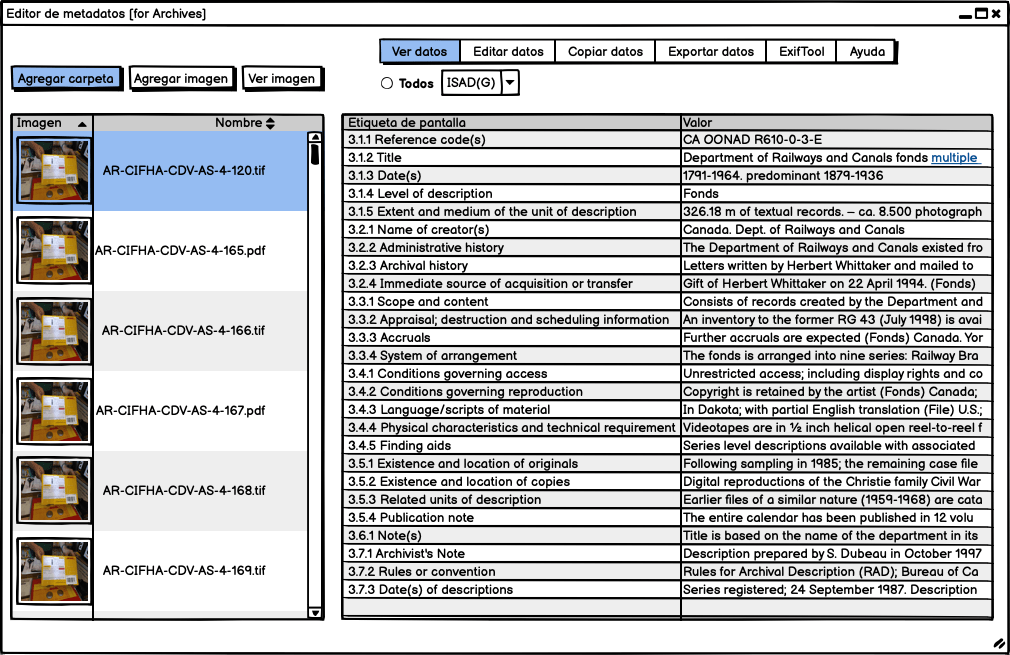 Editor de metadatos [for Archives]
Ver datos Editar datos Copiar datos Exportar datos ExifTool Ayuda
Agregar carpeta Agregar imagen Ver imagen
Todos ISAD(G)
Imagen Nombre
AR-CIFHA-CDV-AS-4-120.tif
AR-CIFHA-CDV-AS-4-165.pdf
AR-CIFHA-CDV-AS-4-166.tif
AR-CIFHA-CDV-AS-4-167.pdf
AR-CIFHA-CDV-AS-4-168.tif
AR-CIFHA-CDV-AS-4-169.tif
Etiqueta de pantalla Valor
3.1.1 Reference code(s) CA OONAD R610-0-3-E
3.1.2 Title Department of Railways and Canals fonds multiple
3.1.3 Date(s) 1791-1964. predominant 1879-1936
3.1.4 Level of description Fonds
3.1.5 Extent and medium of the unit of description 326.18 m of textual records. – ca. 8.500 photograph
3.2.1 Name of creator(s) Canada. Dept. of Railways and Canals
3.2.2 Administrative history The Department of Railways and Canals existed fro
3.2.3 Archival history Letters written by Herbert Whittaker and mailed to
3.2.4 Immediate source of acquisition or transfer Gift of Herbert Whittaker on 22 April 1994. (Fonds)
3.3.1 Scope and content Consists of records created by the Department and
3.3.2 Appraisal; destruction and scheduling information An inventory to the former RG 43 (July 1998) is avai
3.3.3 Accruals Further accruals are expected (Fonds) Canada. Yor
3.3.4 System of arrangement The fonds is arranged into nine series: Railway Bra
3.4.1 Conditions governing access Unrestricted access; including display rights and co
3.4.2 Conditions governing reproduction Copyright is retained by the artist (Fonds) Canada;
3.4.3 Language/scripts of material In Dakota; with partial English translation (File) U.S.;
3.4.4 Physical characteristics and technical requirement Videotapes are in ½ inch helical open reel-to-reel f
3.4.5 Finding aids Series level descriptions available with associated
3.5.1 Existence and location of originals Following sampling in 1985; the remaining case file
3.5.2 Existence and location of copies Digital reproductions of the Christie family Civil War
3.5.3 Related units of description Earlier files of a similar nature (1959-1968) are cata
3.5.4 Publication note The entire calendar has been published in 12 volu
3.6.1 Note(s) Title is based on the name of the department in its
3.7.1 Archivist's Note Description prepared by S. Dubeau in October 1997
3.7.2 Rules or convention Rules for Archival Description (RAD); Bureau of Ca
3.7.3 Date(s) of descriptions Series registered; 24 September 1987. Description